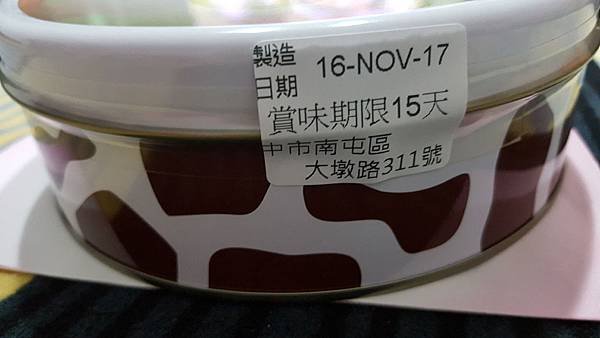 製造
日期 16-NOV-17
賞味期限15天
中市南屯區
大墩路311號